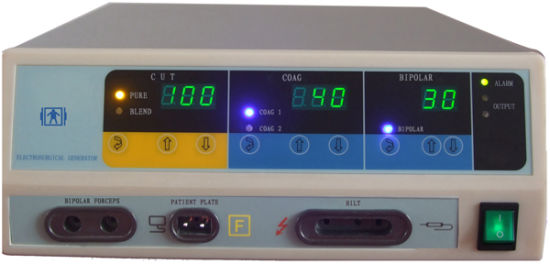 CUT
COAG
BIPOLAR
PURE
100
40
30
ALARM
BLEND
COAG 1
OUTPUT
COAG 2
BIPOLAR
ELECTROSURGICAL GENERATOR
BIPOLAR FORCEPS
PATIENT PLATE
HILT
F